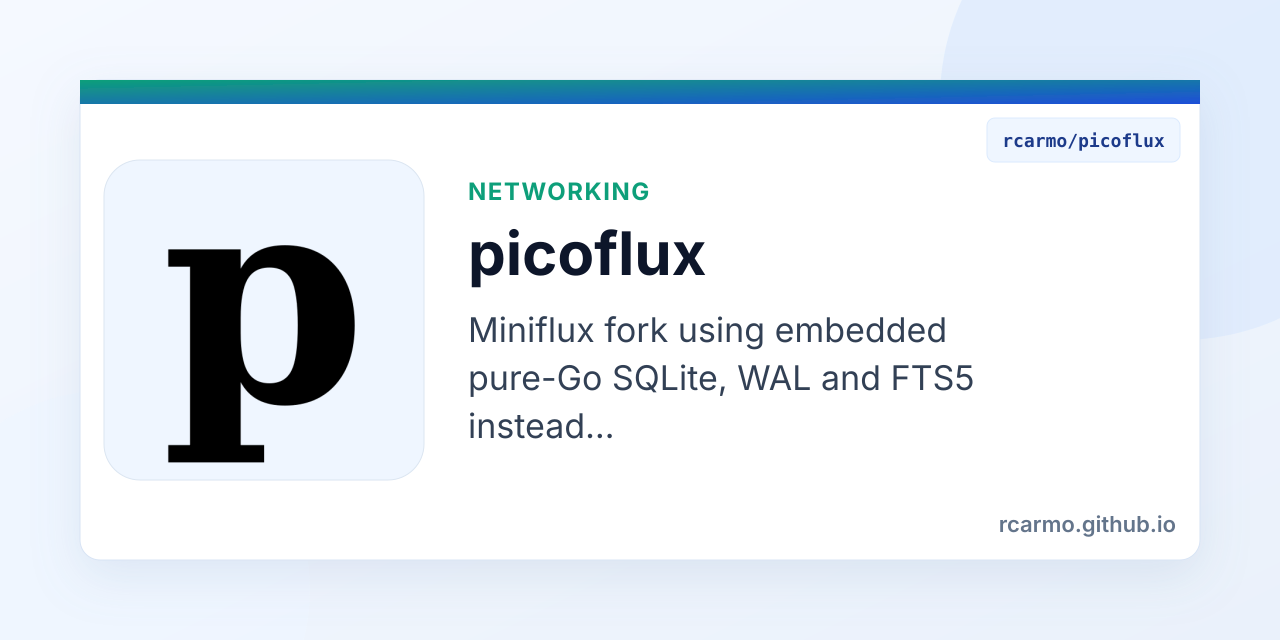 rcarmo/picoflux
p
NETWORKING
picoflux
Miniflux fork using embedded
pure-Go SQLite, WAL and FTS5
instead...
rcarmo.github.io